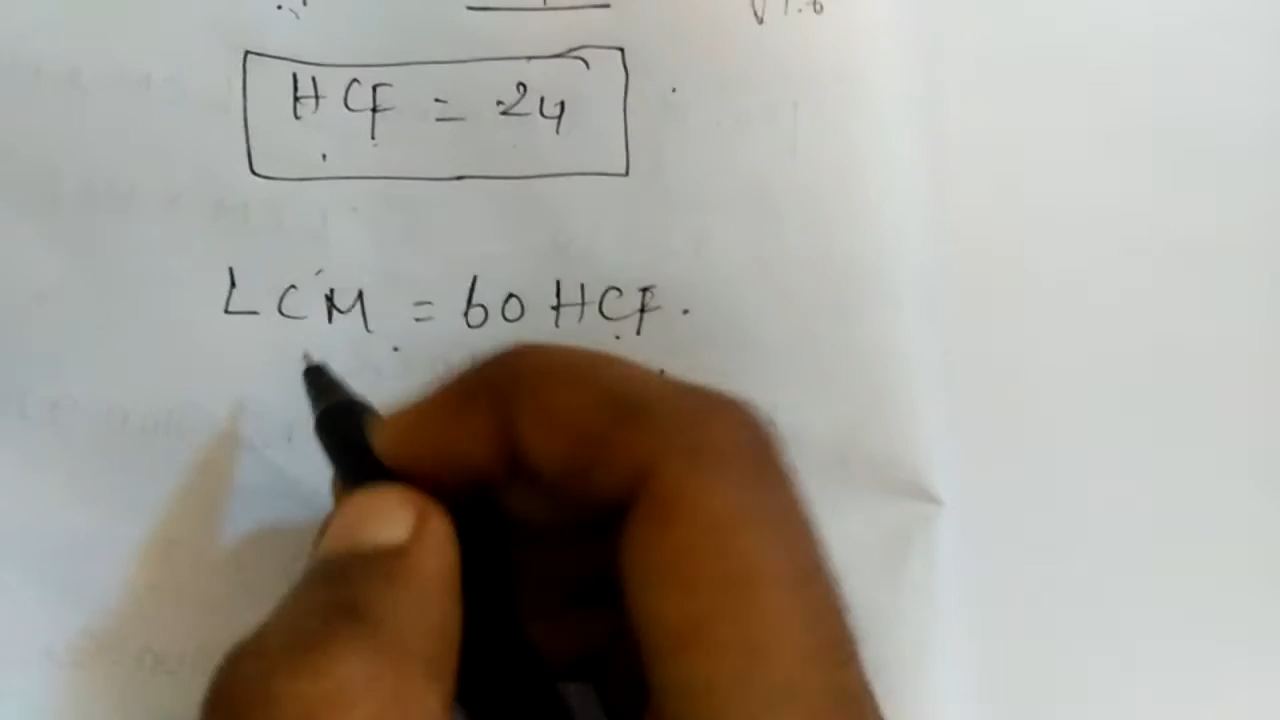 HCF = 24
LCM = 60 HCF.